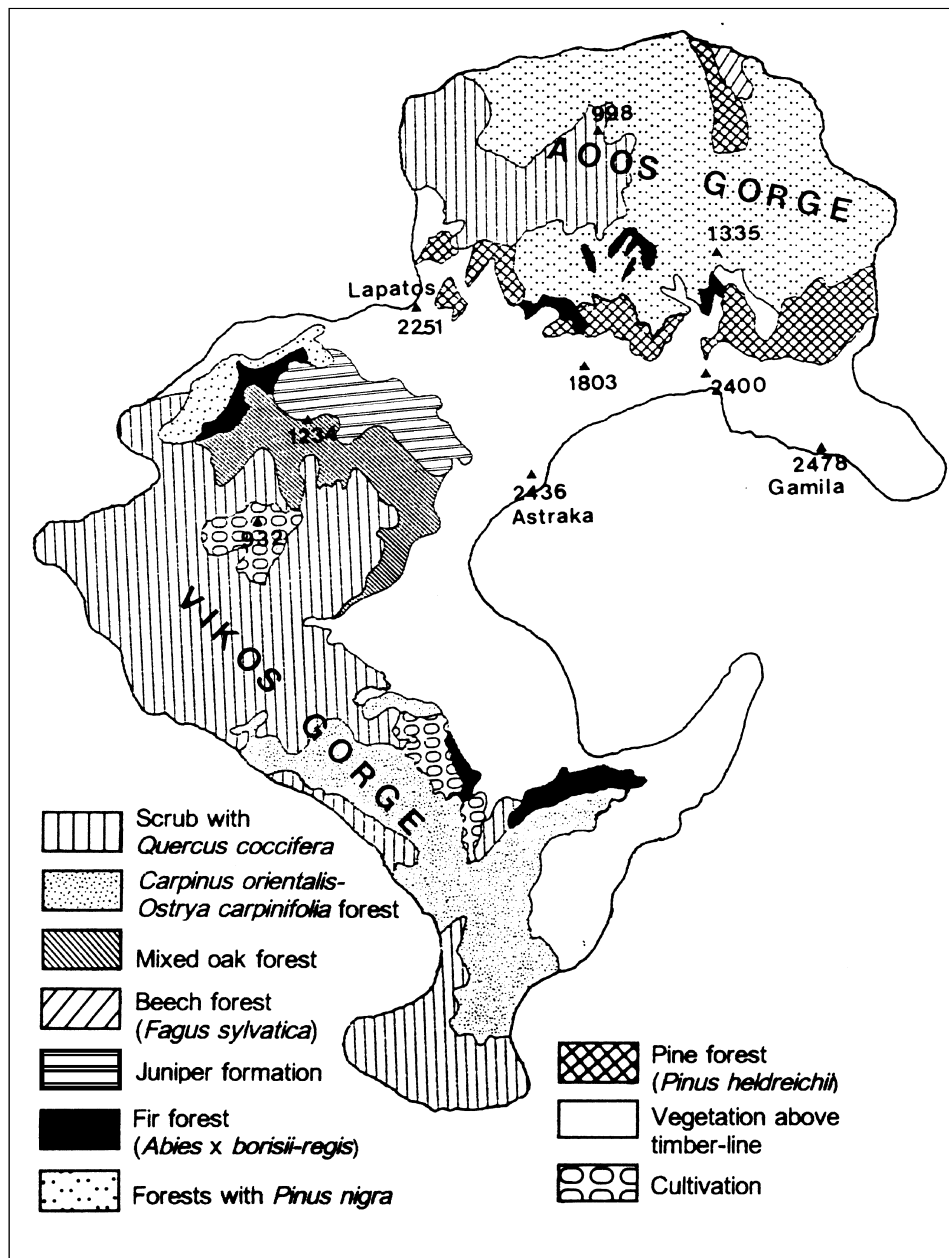 998
AOOS GORGE
1335
Lapatos
2251
1803
2400
1234
2478
Gamila
2436
Astraka
932
VIKOS GORGE
Scrub with
Quercus coccifera
Carpinus orientalis-
Ostrya carpinifolia forest
Mixed oak forest
Beech forest
(Fagus sylvatica)
Juniper formation
Fir forest
(Abies x borisii-regis)
Forests with Pinus nigra
Pine forest
(Pinus heldreichii)
Vegetation above
timber-line
Cultivation